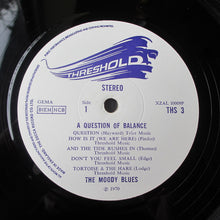 THRESHOLD
STEREO
GEMA
XZAL 10009P
BIEM NCB
Side
1
THS 3
A QUESTION OF BALANCE
QUESTION (Hayward) Tyler Music
HOW IS IT (WE ARE HERE) (Pinder)
Threshold Music
AND THE TIDE RUSHES IN (Thomas)
Threshold Music
DON'T YOU FEEL SMALL (Edge)
Threshold Music
TORTOISE & THE HARE (Lodge)
Threshold Music
THE MOODY BLUES
℗ 1970